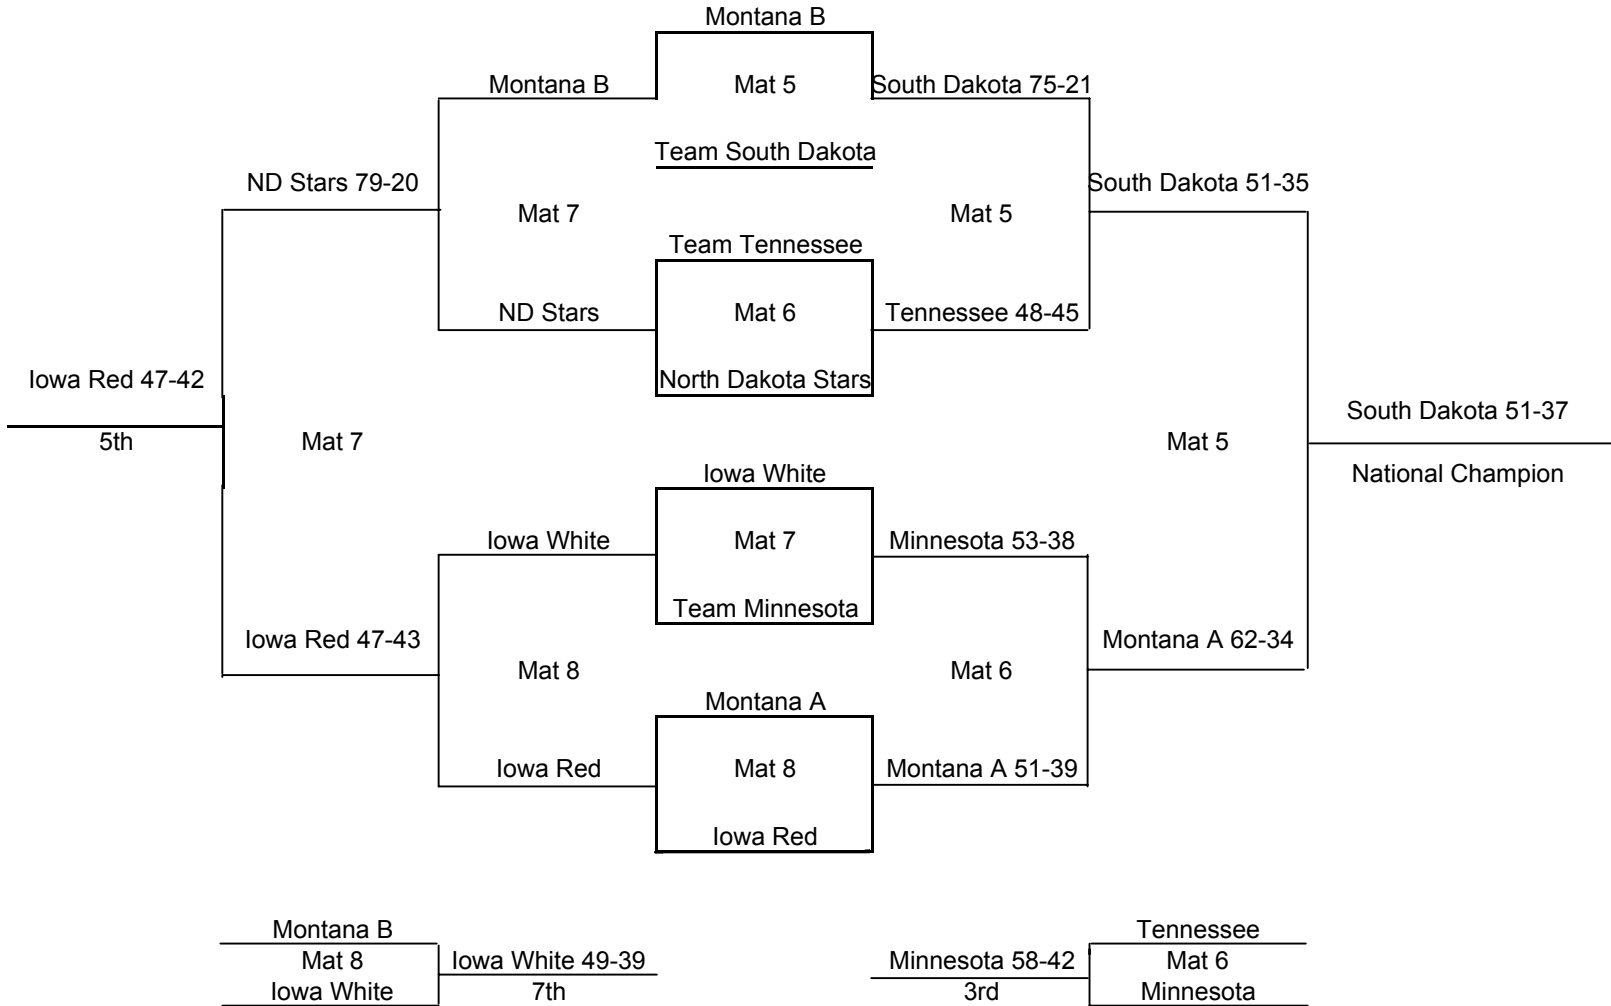 Montana B
Montana B
Mat 5
South Dakota 75-21
Team South Dakota
ND Stars 79-20
South Dakota 51-35
Mat 7
Mat 5
Team Tennessee
ND Stars
Mat 6
Tennessee 48-45
Iowa Red 47-42
North Dakota Stars
South Dakota 51-37
5th
Mat 7
Mat 5
Iowa White
National Champion
Iowa White
Mat 7
Minnesota 53-38
Team Minnesota
Iowa Red 47-43
Montana A 62-34
Mat 8
Mat 6
Montana A
Iowa Red
Mat 8
Montana A 51-39
Iowa Red
Montana B
Mat 8
Iowa White 49-39
Iowa White
7th
Tennessee
Minnesota 58-42
Mat 6
3rd
Minnesota